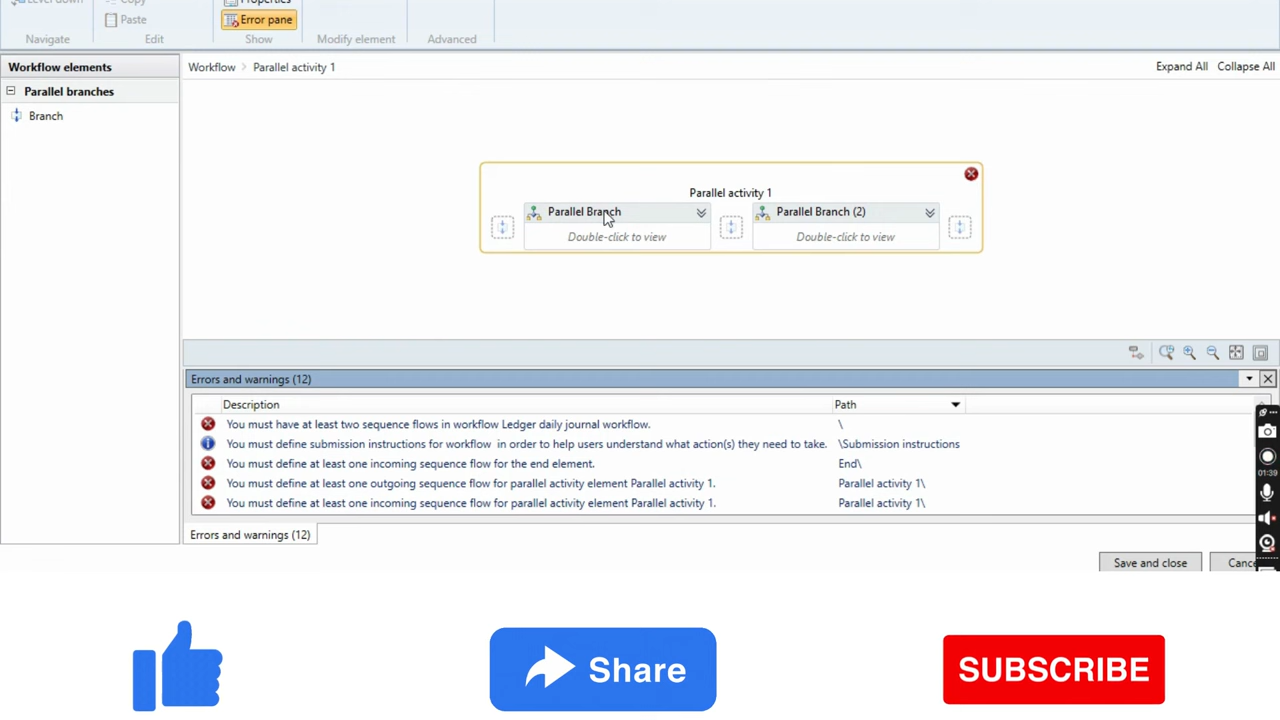 Level down
Copy
Properties
Paste
Error pane
Navigate
Edit
Show
Modify element
Advanced
Workflow elements
Workflow > Parallel activity 1
Expand All Collapse All
Parallel branches
Branch
Parallel activity 1
Parallel Branch
Parallel Branch (2)
Double-click to view
Double-click to view
Errors and warnings (12)
Description Path
You must have at least two sequence flows in workflow Ledger daily journal workflow. \
You must define submission instructions for workflow in order to help users understand what action(s) they need to take. \Submission instructions
You must define at least one incoming sequence flow for the end element. End\
You must define at least one outgoing sequence flow for parallel activity element Parallel activity 1. Parallel activity 1\
You must define at least one incoming sequence flow for parallel activity element Parallel activity 1. Parallel activity 1\
01:39
Errors and warnings (12)
Save and close
Cance
Share
SUBSCRIBE